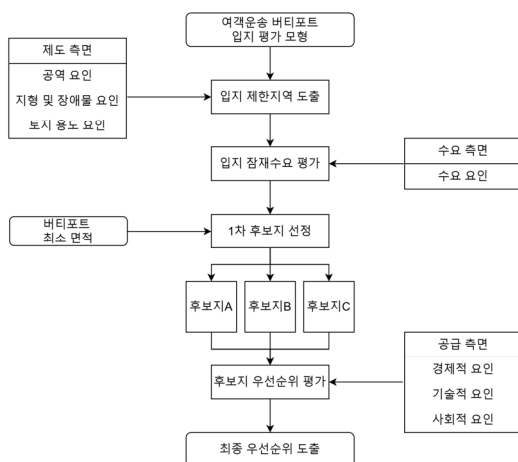 여객운송 버티포트
입지 평가 모형
제도 측면
공역 요인
지형 및 장애물 요인
토지 용도 요인
입지 제한지역 도출
입지 잠재수요 평가
수요 측면
수요 요인
버티포트
최소 면적
1차 후보지 선정
후보지A
후보지B
후보지C
공급 측면
경제적 요인
기술적 요인
사회적 요인
후보지 우선순위 평가
최종 우선순위 도출